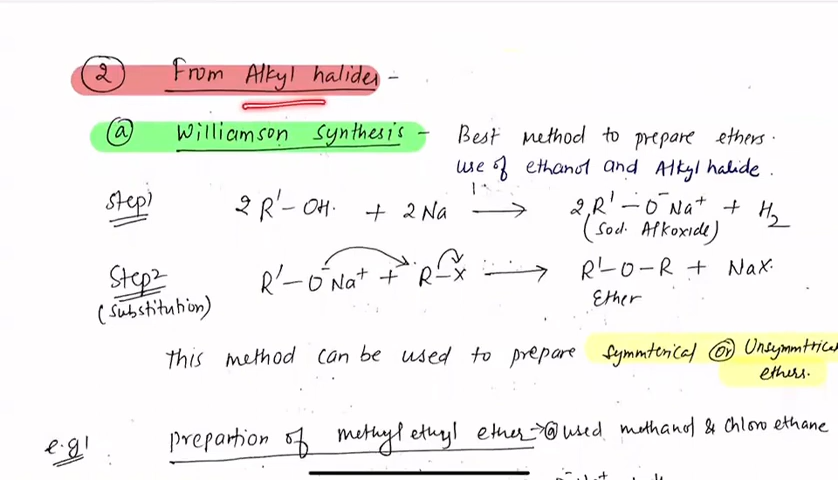 ② From Alkyl halides -
ⓐ Williamson Synthesis - Best method to prepare ethers.
use of ethanol and Alkyl halide.
Step1 2R'-OH. + 2Na ⟶ 2R'-O⁻Na⁺ + H₂
(Sod. Alkoxide)
Step2 R'-O⁻Na⁺ + R-X ⟶ R'-O-R + NaX.
(Substitution) Ether
This method can be used to prepare Symmterical or Unsymmtrical
ethers.
e.g! prepartion of methyl ethyl ether → ⓐ used methanol & Chloro ethane